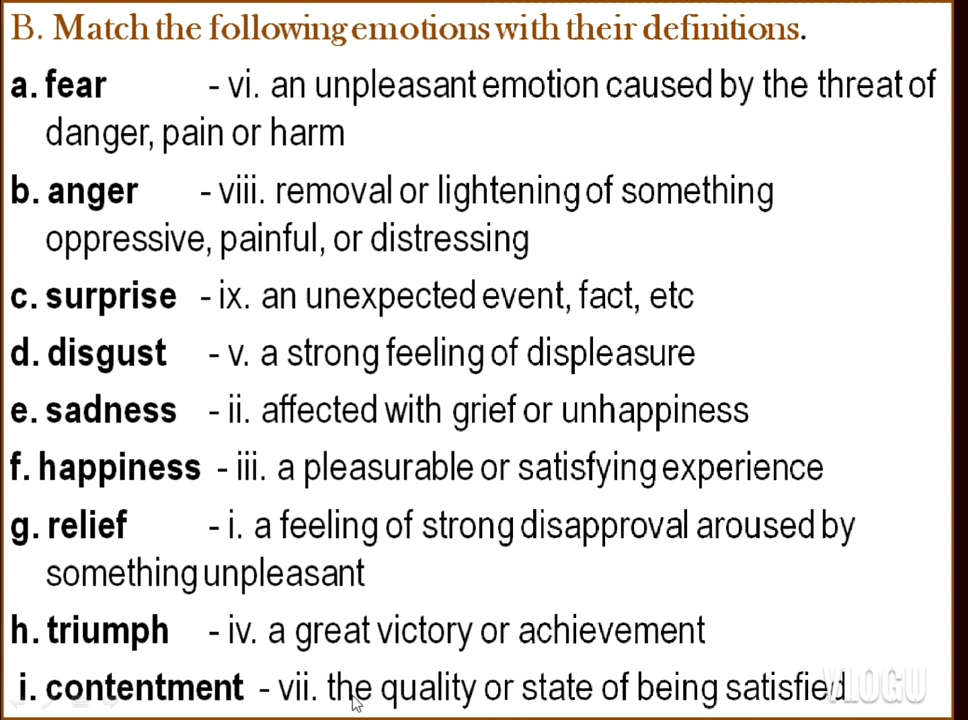 B. Match the following emotions with their definitions.
a. fear - vi. an unpleasant emotion caused by the threat of
danger, pain or harm
b. anger - viii. removal or lightening of something
oppressive, painful, or distressing
c. surprise - ix. an unexpected event, fact, etc
d. disgust - v. a strong feeling of displeasure
e. sadness - ii. affected with grief or unhappiness
f. happiness - iii. a pleasurable or satisfying experience
g. relief - i. a feeling of strong disapproval aroused by
something unpleasant
h. triumph - iv. a great victory or achievement
i. contentment - vii. the quality or state of being satisfied
VLOGU